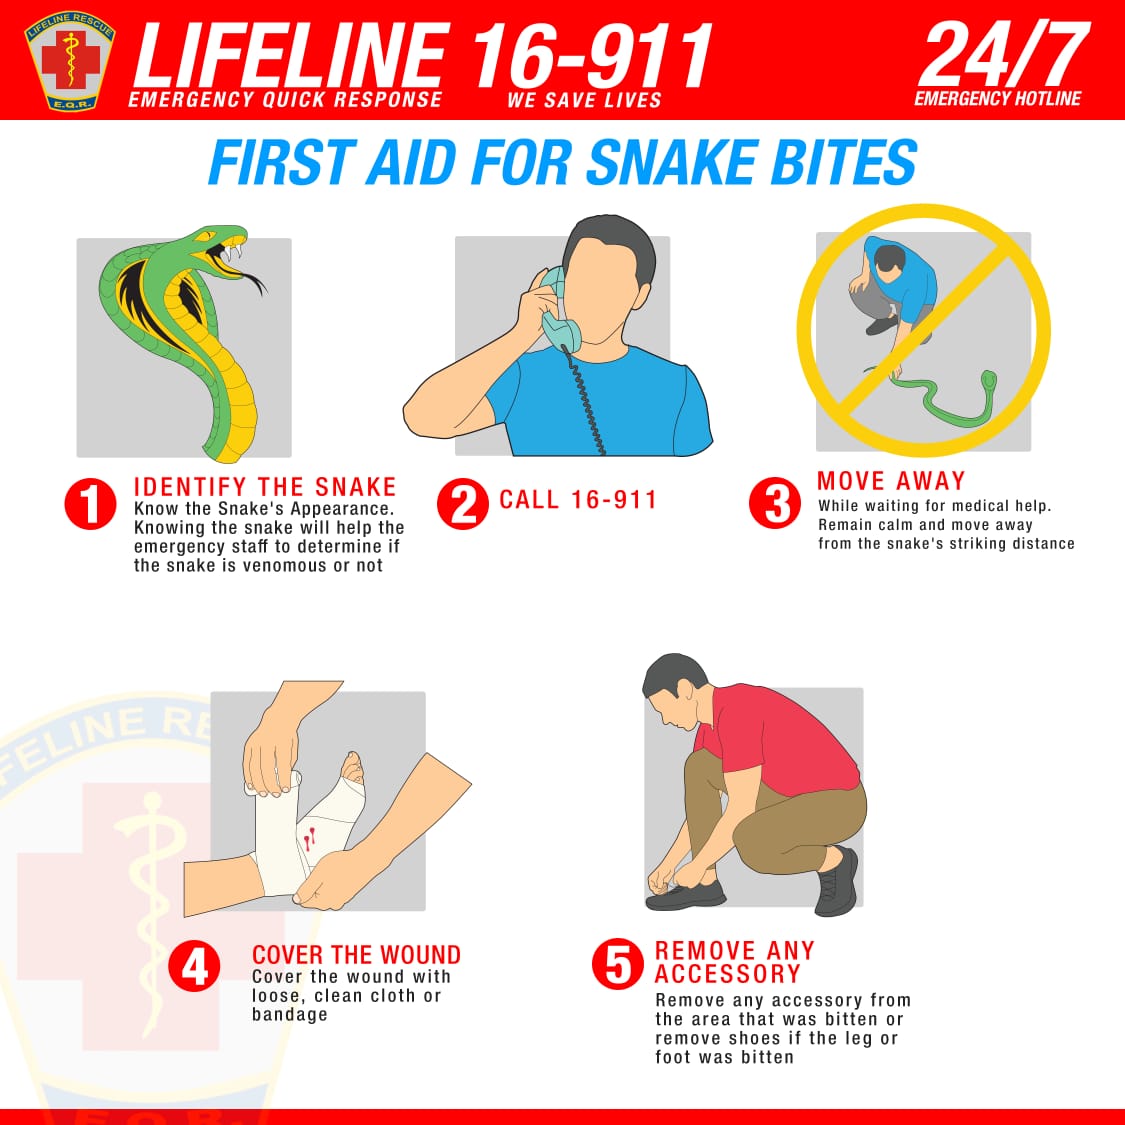 LIFELINE RESCUE
E.Q.R.
LIFELINE 16-911
EMERGENCY QUICK RESPONSE
WE SAVE LIVES
24/7
EMERGENCY HOTLINE
FIRST AID FOR SNAKE BITES
1
IDENTIFY THE SNAKE
Know the Snake's Appearance.
Knowing the snake will help the
emergency staff to determine if
the snake is venomous or not
2
CALL 16-911
3
MOVE AWAY
While waiting for medical help.
Remain calm and move away
from the snake's striking distance
4
COVER THE WOUND
Cover the wound with
loose, clean cloth or
bandage
5
REMOVE ANY
ACCESSORY
Remove any accessory from
the area that was bitten or
remove shoes if the leg or
foot was bitten
FELINE RE
E.Q.R.